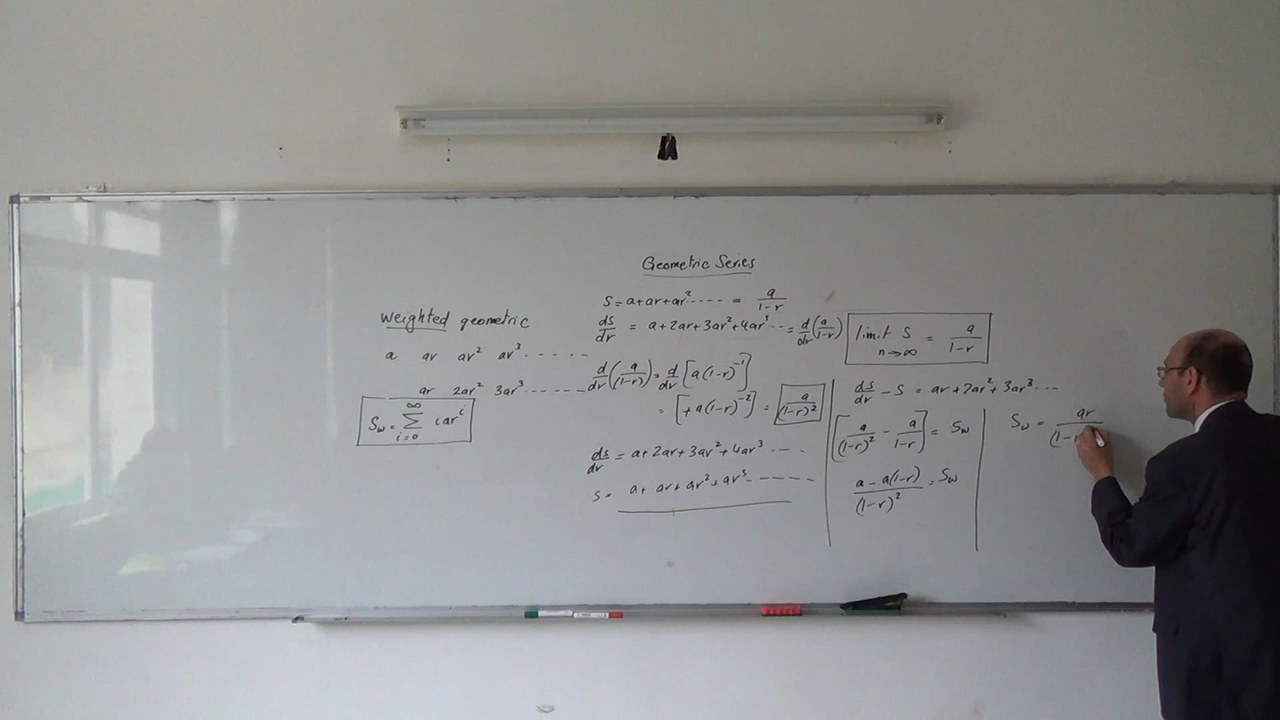 Geometric Series
weighted geometric
a ar ar² ar³ ......
ar 2ar² 3ar³ ......
S_w = ∑_{i=0}^{∞} i ar^i
S = a + ar + ar² ..... = a/(1-r)
ds/dr = a + 2ar + 3ar² + 4ar³ ... = d/dr (a/(1-r))
d/dr (a/(1-r)) = d/dr [a(1-r)^{-1}]
= [+a(1-r)^{-2}] = a/(1-r)²
ds/dr = a + 2ar + 3ar² + 4ar³ ....
S = a + ar + ar² + ar³ ......
limit S = a/(1-r)
n→∞
ds/dr - S = ar + 2ar² + 3ar³ ...
[a/(1-r)² - a/(1-r)] = S_w
(a - a(1-r))/(1-r)² = S_w
S_w = ar/(1-r